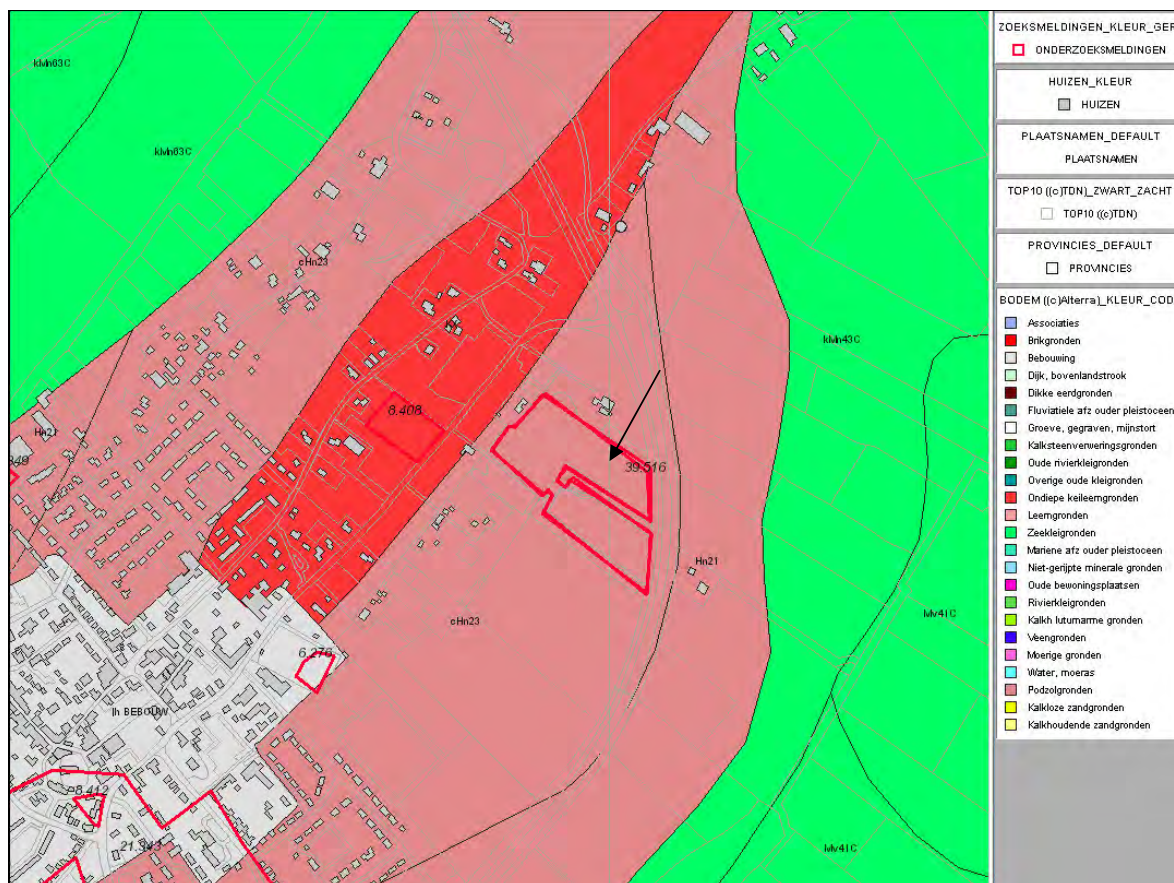 kMn63C
kMn63C
cHn23
Hn21
349
8.408
39.516
kMn43C
Hn21
cHn23
Mv41C
6.276
|h BEBOUW
8.412
21.343
Mv41C
ZOEKSMELDINGEN_KLEUR_GER
ONDERZOEKSMELDINGEN
HUIZEN_KLEUR
HUIZEN
PLAATSNAMEN_DEFAULT
PLAATSNAMEN
TOP10 ((c)TDN)_ZWART_ZACHT
TOP10 ((c)TDN)
PROVINCIES_DEFAULT
PROVINCIES
BODEM ((c)Alterra)_KLEUR_COD
Associaties
Brikgronden
Bebouwing
Dijk, bovenlandstrook
Dikke eerdgronden
Fluviatiele afz ouder pleistoceen
Groeve, gegraven, mijnstort
Kalksteenverweringsgronden
Oude rivierkleigronden
Overige oude kleigronden
Ondiepe keileemgronden
Leemgronden
Zeekleigronden
Mariene afz ouder pleistoceen
Niet-gerijpte minerale gronden
Oude bewoningsplaatsen
Rivierkleigronden
Kalkh lutumarme gronden
Veengronden
Moerige gronden
Water, moeras
Podzolgronden
Kalkloze zandgronden
Kalkhoudende zandgronden